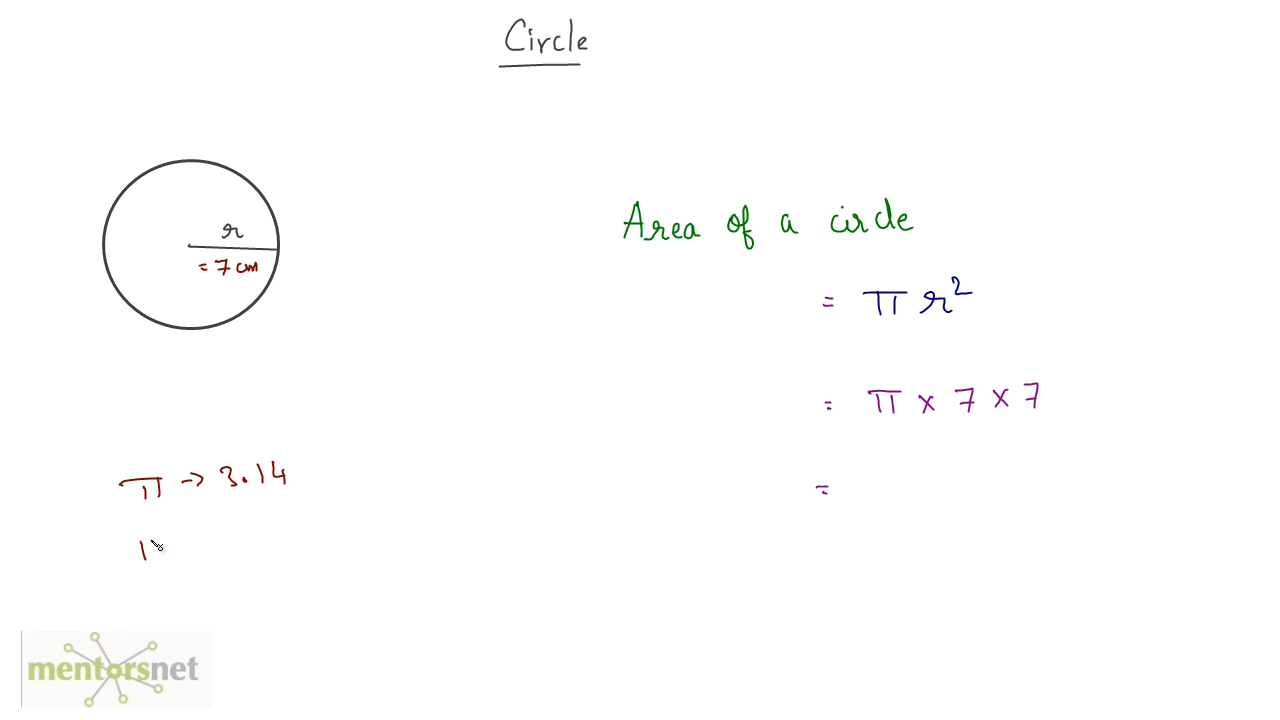 Circle
r
= 7 cm
Area of a circle
= π r²
= π × 7 × 7
=
π → 3.14
mentorsnet